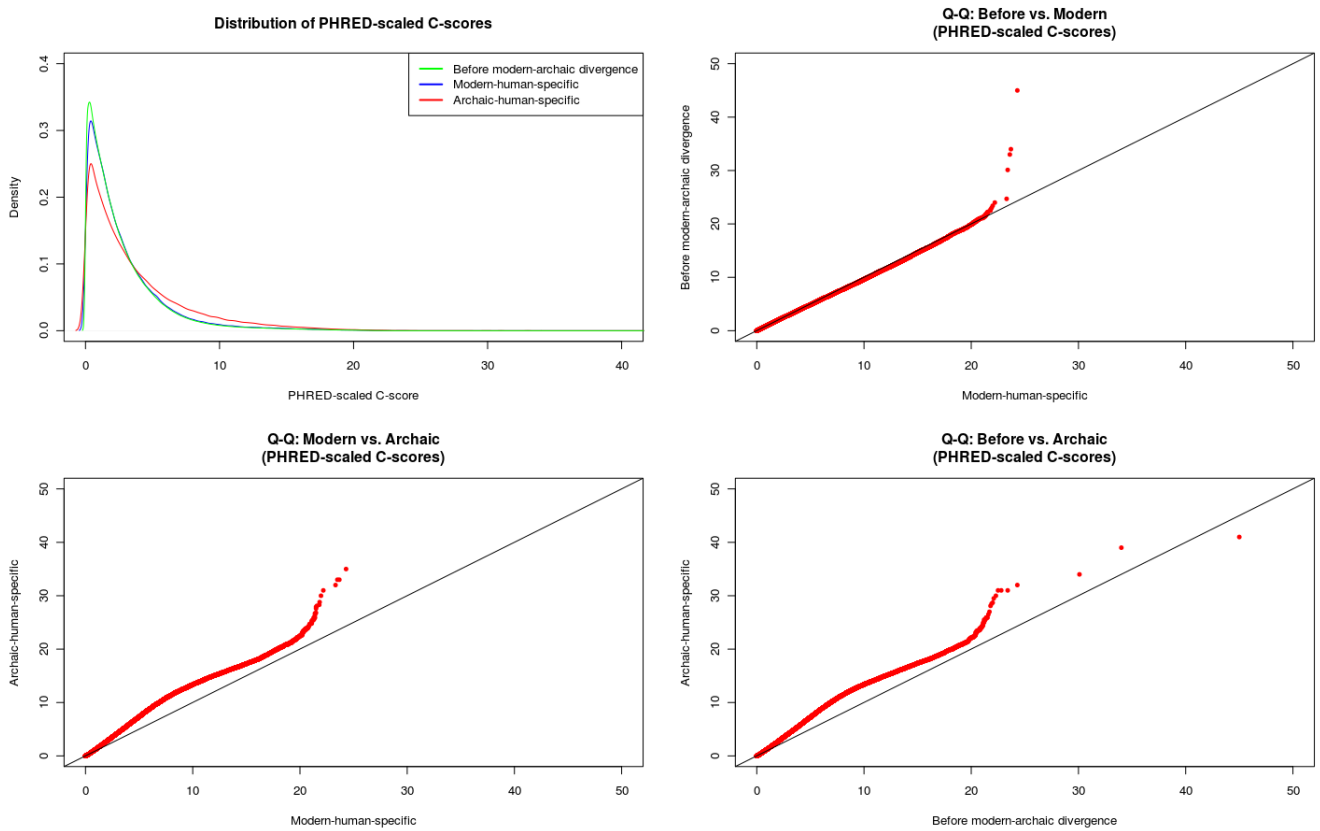 Distribution of PHRED-scaled C-scores
Density
0.0
0.1
0.2
0.3
0.4
Before modern-archaic divergence
Modern-human-specific
Archaic-human-specific
0
10
20
30
40
PHRED-scaled C-score
Q-Q: Before vs. Modern
(PHRED-scaled C-scores)
Before modern-archaic divergence
0
10
20
30
40
50
0
10
20
30
40
50
Modern-human-specific
Q-Q: Modern vs. Archaic
(PHRED-scaled C-scores)
Archaic-human-specific
0
10
20
30
40
50
0
10
20
30
40
50
Modern-human-specific
Q-Q: Before vs. Archaic
(PHRED-scaled C-scores)
Archaic-human-specific
0
10
20
30
40
50
0
10
20
30
40
50
Before modern-archaic divergence